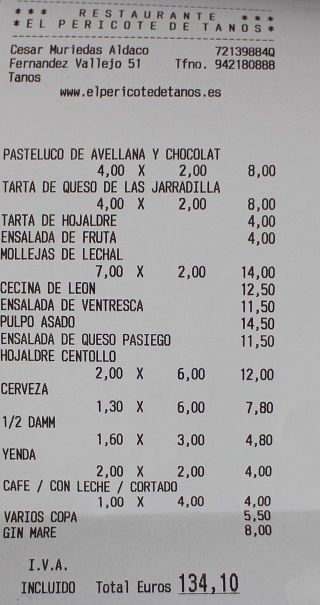 *** RESTAURANTE ***
*EL PERICOTE DE TANOS*
Cesar Muriedas Aldaco 72139884Q
Fernandez Vallejo 51 Tfno. 942180888
Tanos
www.elpericotedetanos.es
PASTELUCO DE AVELLANA Y CHOCOLAT
4,00 X 2,00 8,00
TARTA DE QUESO DE LAS JARRADILLA
4,00 X 2,00 8,00
TARTA DE HOJALDRE 4,00
ENSALADA DE FRUTA 4,00
MOLLEJAS DE LECHAL
7,00 X 2,00 14,00
CECINA DE LEON 12,50
ENSALADA DE VENTRESCA 11,50
PULPO ASADO 14,50
ENSALADA DE QUESO PASIEGO 11,50
HOJALDRE CENTOLLO
2,00 X 6,00 12,00
CERVEZA
1,30 X 6,00 7,80
1/2 DAMM
1,60 X 3,00 4,80
YENDA
2,00 X 2,00 4,00
CAFE / CON LECHE / CORTADO
1,00 X 4,00 4,00
VARIOS COPA 5,50
GIN MARE 8,00
I.V.A.
INCLUIDO Total Euros 134,10